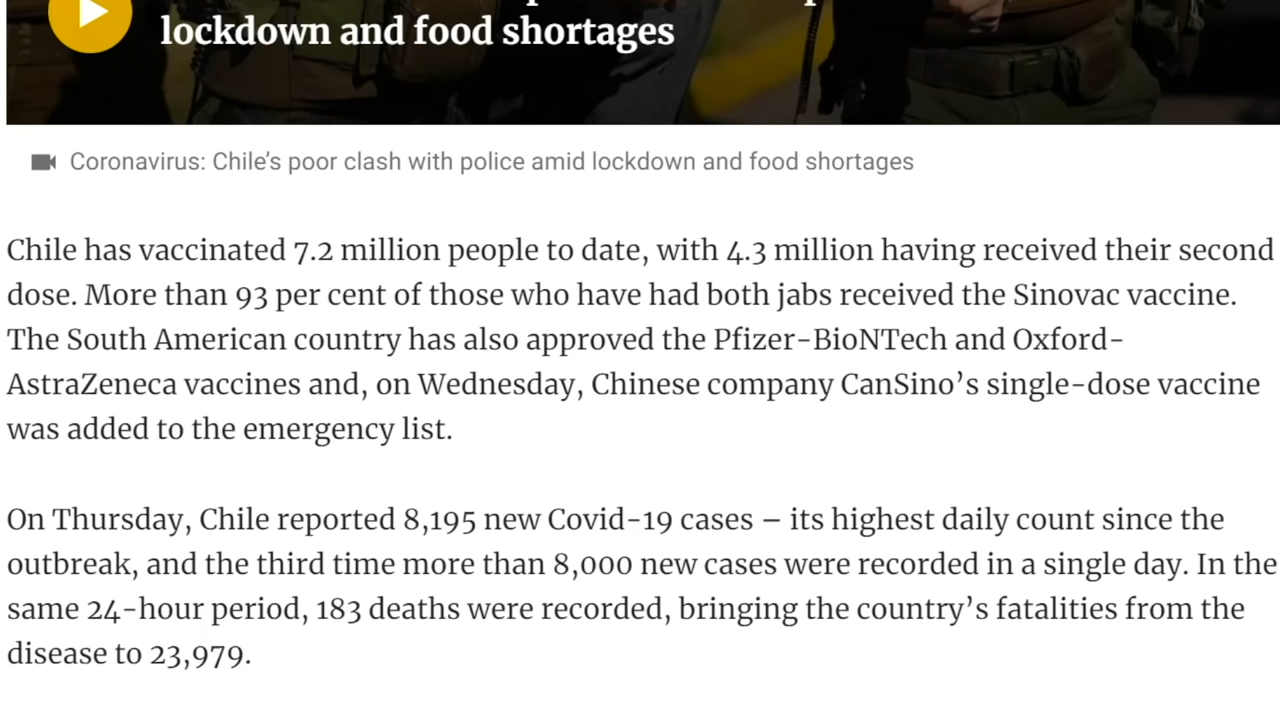 lockdown and food shortages
Coronavirus: Chile’s poor clash with police amid lockdown and food shortages
Chile has vaccinated 7.2 million people to date, with 4.3 million having received their second
dose. More than 93 per cent of those who have had both jabs received the Sinovac vaccine.
The South American country has also approved the Pfizer-BioNTech and Oxford-
AstraZeneca vaccines and, on Wednesday, Chinese company CanSino’s single-dose vaccine
was added to the emergency list.
On Thursday, Chile reported 8,195 new Covid-19 cases – its highest daily count since the
outbreak, and the third time more than 8,000 new cases were recorded in a single day. In the
same 24-hour period, 183 deaths were recorded, bringing the country’s fatalities from the
disease to 23,979.